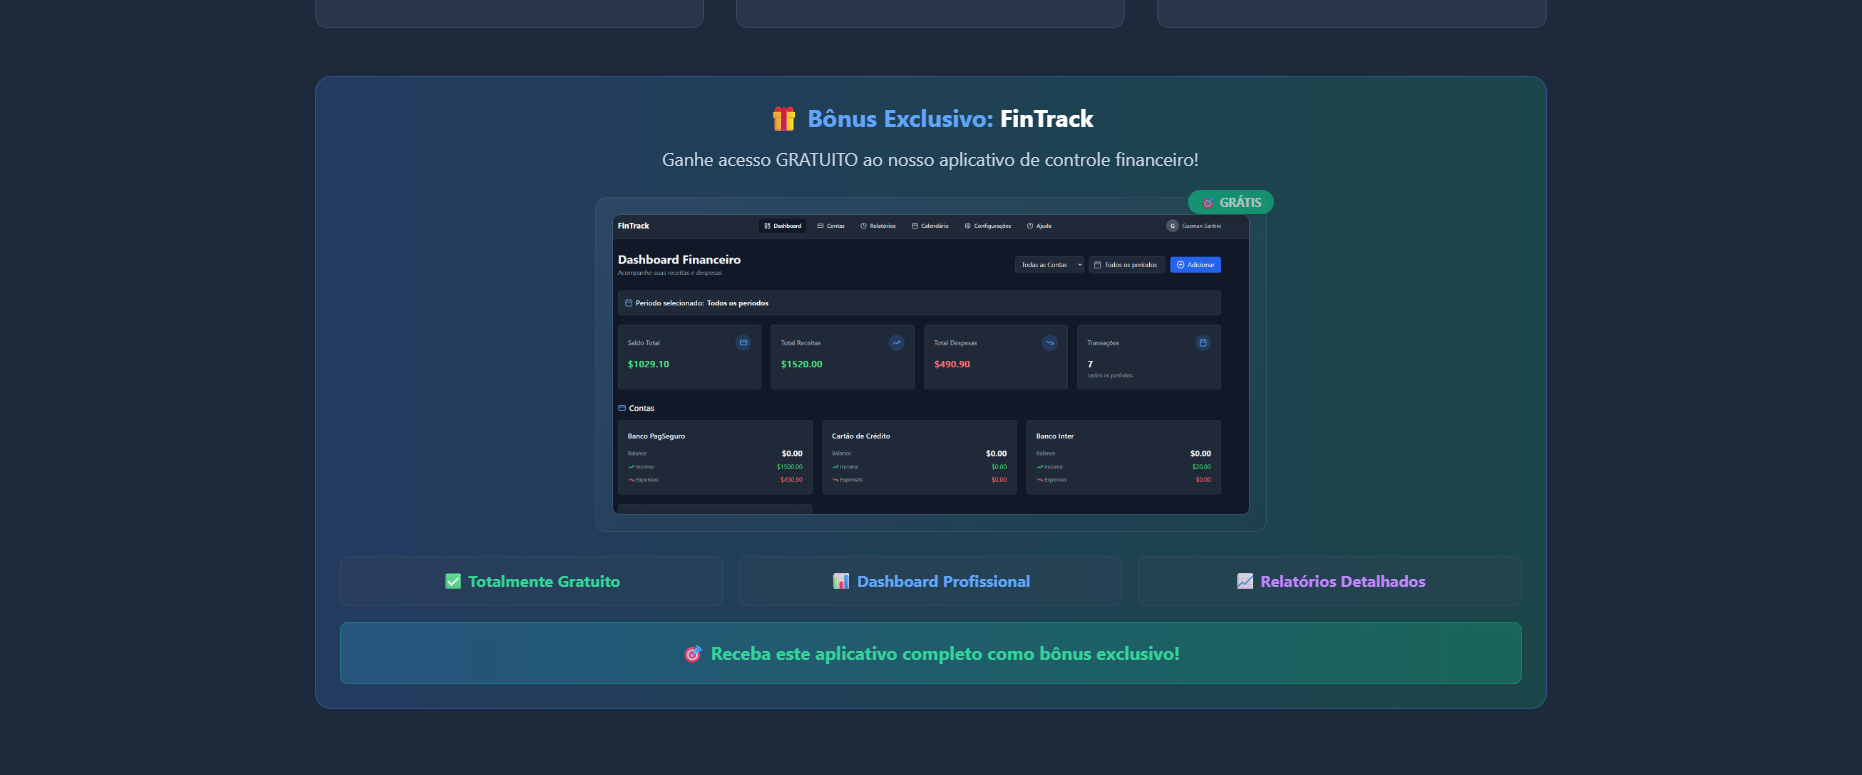 🎁 Bônus Exclusivo: FinTrack
Ganhe acesso GRATUITO ao nosso aplicativo de controle financeiro!
🎯 GRÁTIS
FinTrack
Dashboard Contas Relatórios Calendário Configurações Ajuda
G Gusman Santini
Dashboard Financeiro
Acompanhe suas receitas e despesas
Todas as Contas Todos os períodos Adicionar
Período selecionado: Todos os períodos
Saldo Total
$1029.10
Total Receitas
$1520.00
Total Despesas
$490.90
Transações
7
todos os períodos
Contas
Banco PagSeguro
Balance $0.00
Income $1500.00
Expenses $490.90
Cartão de Crédito
Balance $0.00
Income $0.00
Expenses $0.00
Banco Inter
Balance $0.00
Income $20.00
Expenses $0.00
✅ Totalmente Gratuito
📊 Dashboard Profissional
📈 Relatórios Detalhados
🎯 Receba este aplicativo completo como bônus exclusivo!